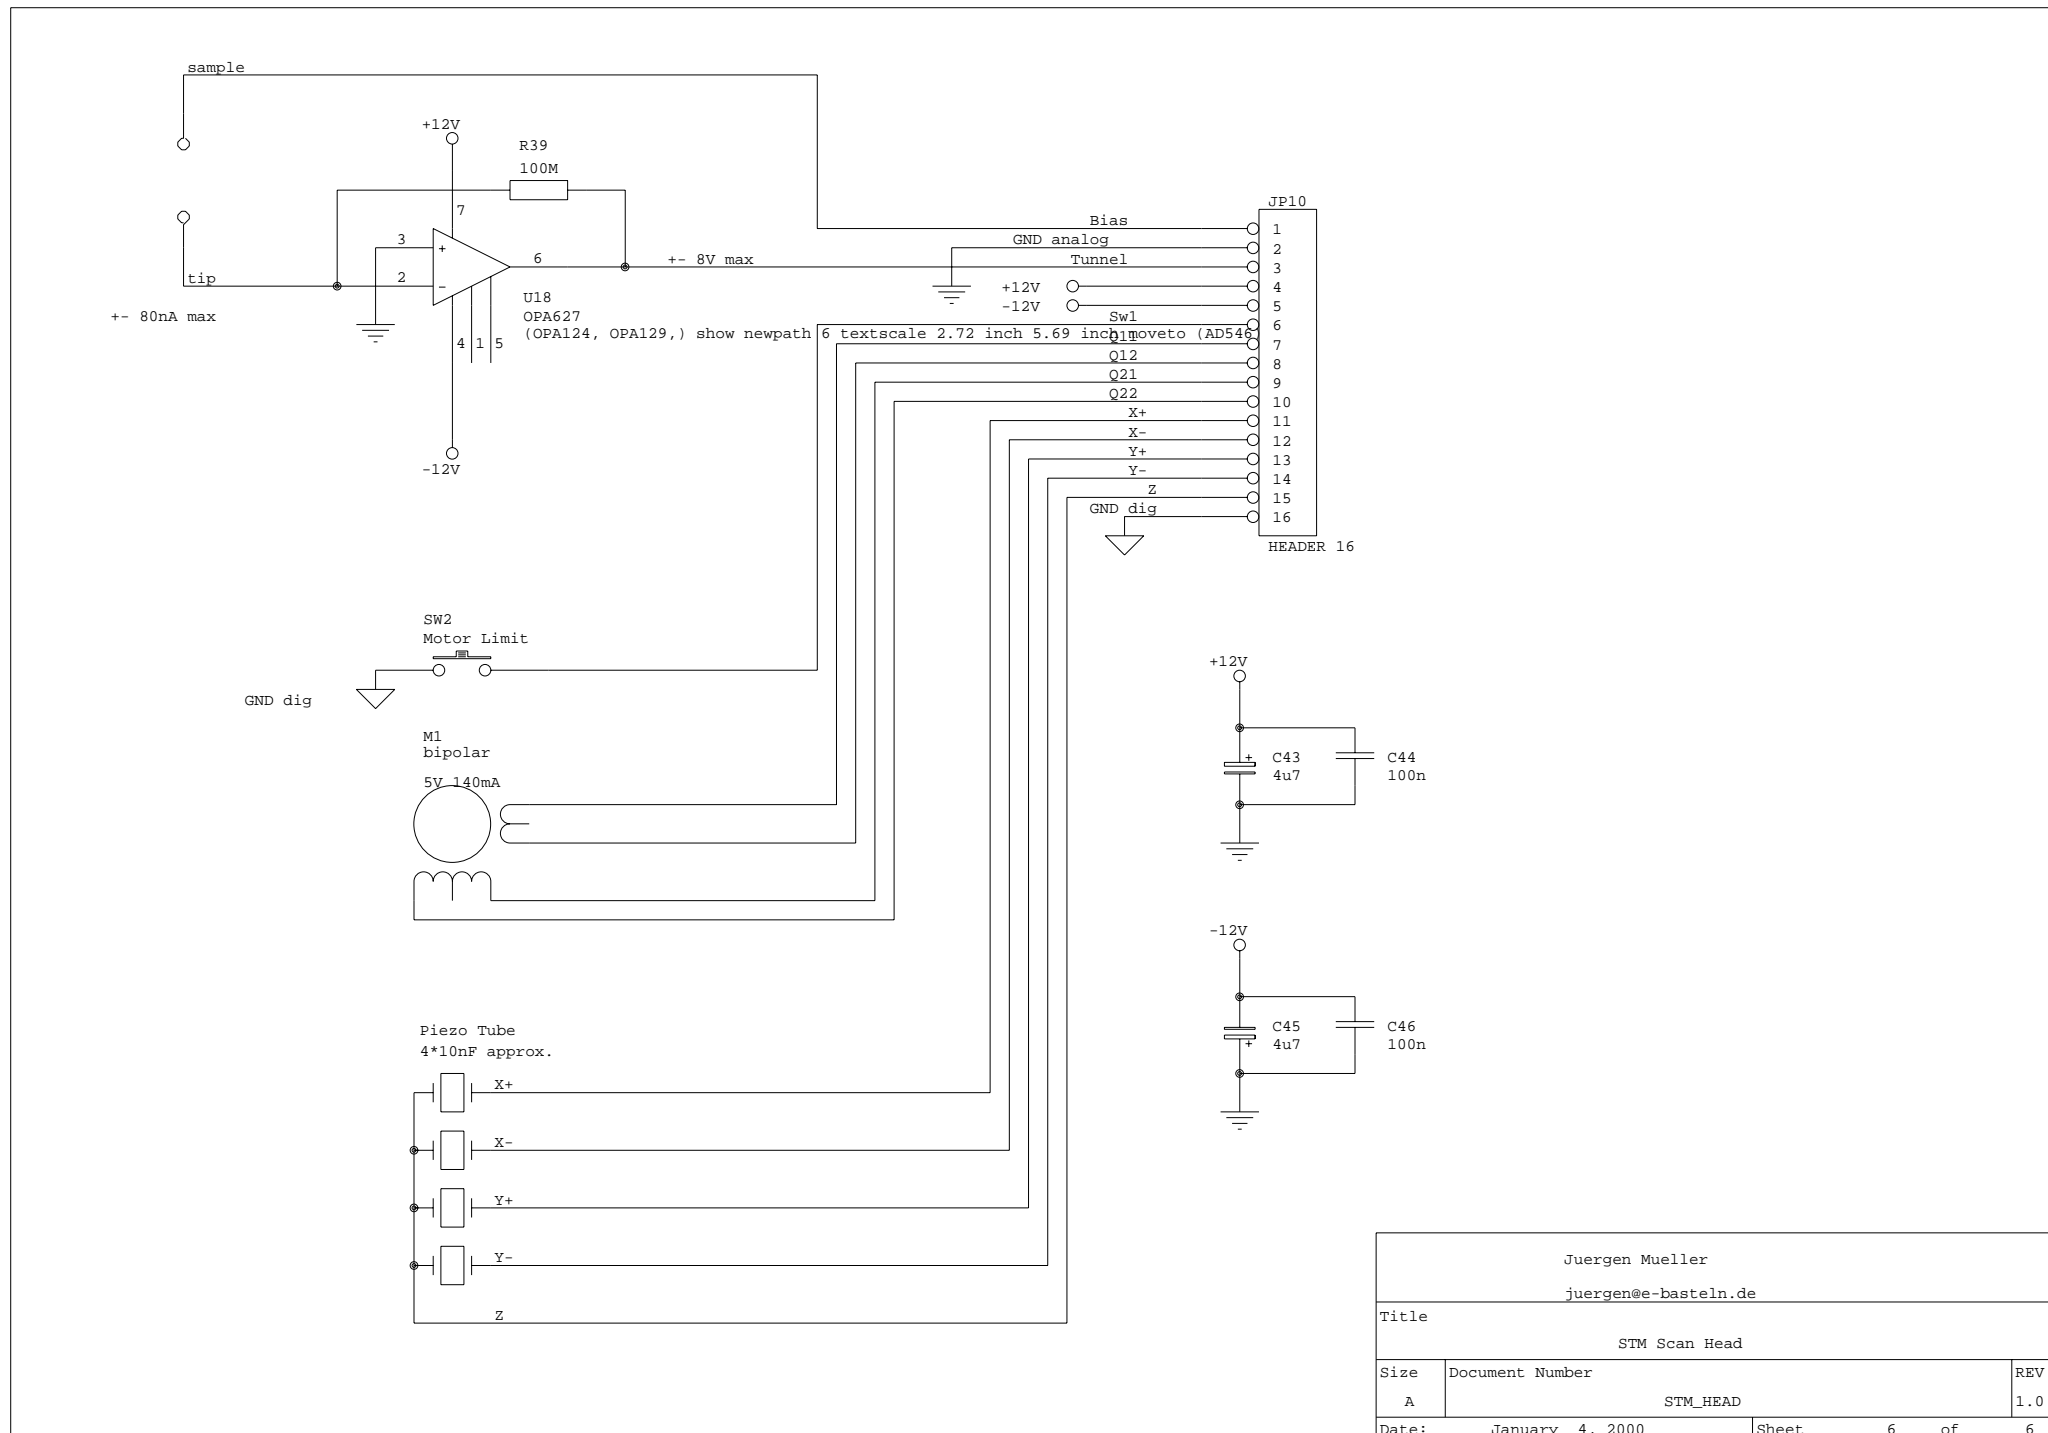 sample
+12V
R39
100M
7
3
+
6
+- 8V max
tip
2
-
+- 80nA max
U18
OPA627
(OPA124, OPA129,) show newpath 6 textscale 2.72 inch 5.69 inch moveto (AD546
4
1
5
-12V
JP10
Bias
1
GND analog
2
Tunnel
3
+12V
4
-12V
5
Sw1
6
Q11
7
Q12
8
Q21
9
Q22
10
X+
11
X-
12
Y+
13
Y-
14
Z
15
GND dig
16
HEADER 16
SW2
Motor Limit
GND dig
M1
bipolar
5V 140mA
+12V
+
C43
4u7
C44
100n
-12V
C45
4u7
+
C46
100n
Piezo Tube
4*10nF approx.
X+
X-
Y+
Y-
Z
Juergen Mueller
juergen@e-basteln.de
Title
STM Scan Head
Size
Document Number
REV
A
STM_HEAD
1.0
Date: January 4, 2000
Sheet 6 of 6